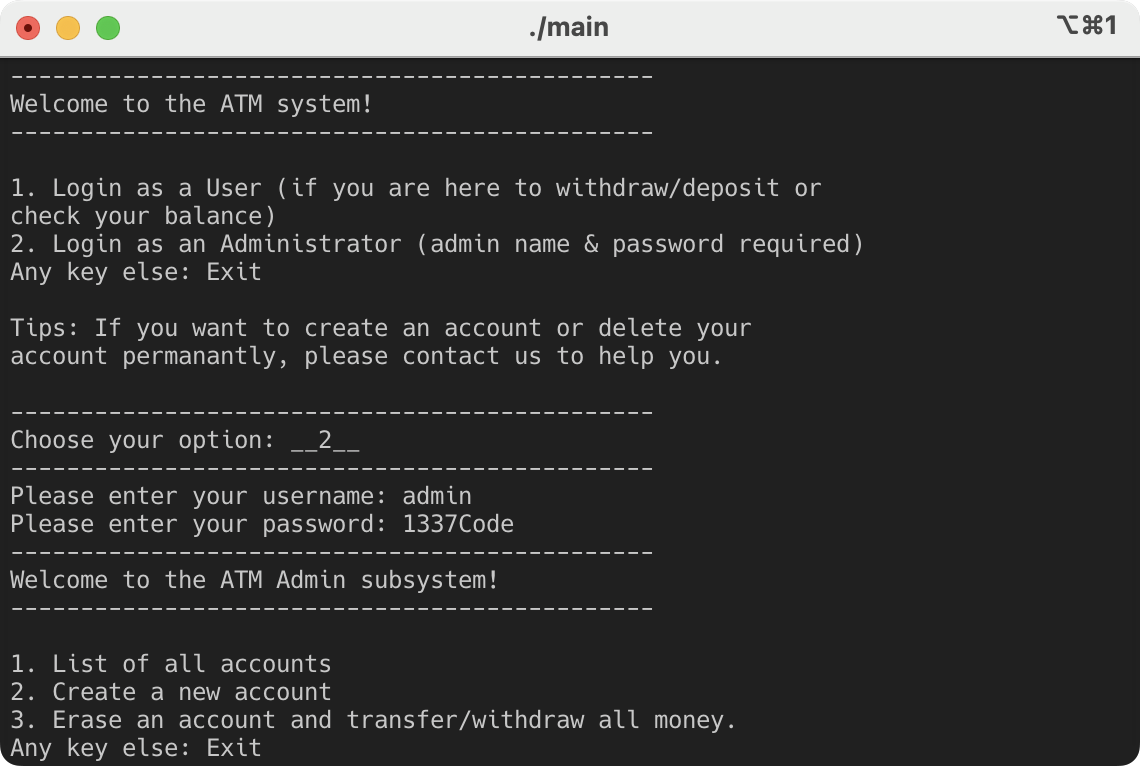 ./main
⌥⌘1
----------------------------------------------
Welcome to the ATM system!
----------------------------------------------
1. Login as a User (if you are here to withdraw/deposit or
check your balance)
2. Login as an Administrator (admin name & password required)
Any key else: Exit
Tips: If you want to create an account or delete your
account permanantly, please contact us to help you.
----------------------------------------------
Choose your option: __2__
----------------------------------------------
Please enter your username: admin
Please enter your password: 1337Code
----------------------------------------------
Welcome to the ATM Admin subsystem!
----------------------------------------------
1. List of all accounts
2. Create a new account
3. Erase an account and transfer/withdraw all money.
Any key else: Exit